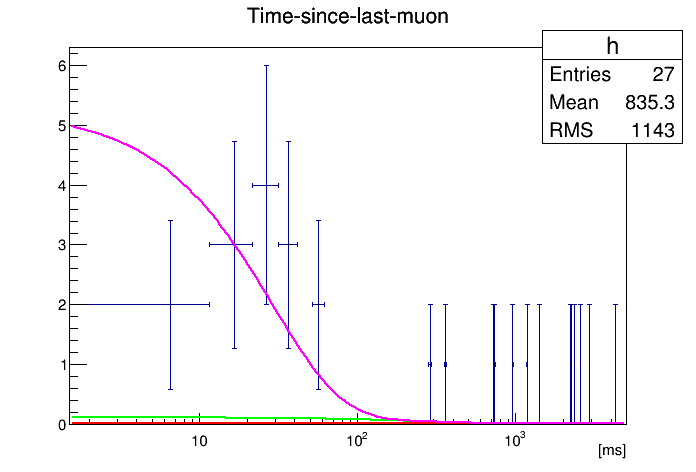 Time-since-last-muon
h
Entries 27
Mean 835.3
RMS 1143
6
5
4
3
2
1
0
10 10² 10³
[ms]